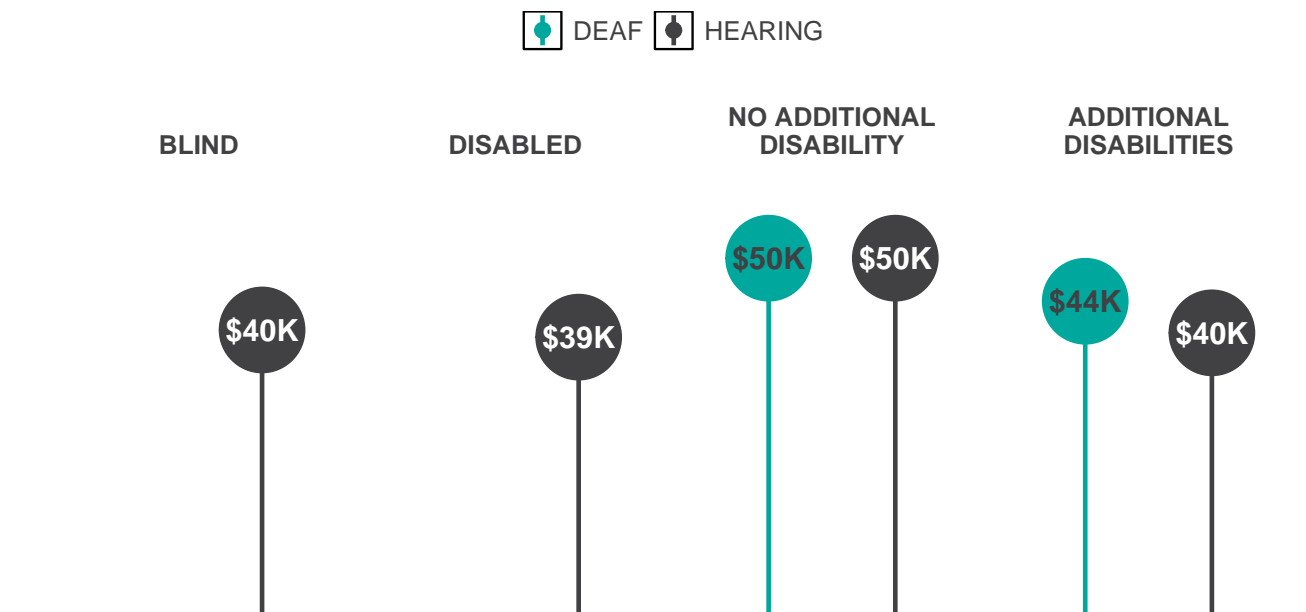 DEAF HEARING
BLIND
DISABLED
NO ADDITIONAL
DISABILITY
ADDITIONAL
DISABILITIES
$40K
$39K
$50K
$50K
$44K
$40K